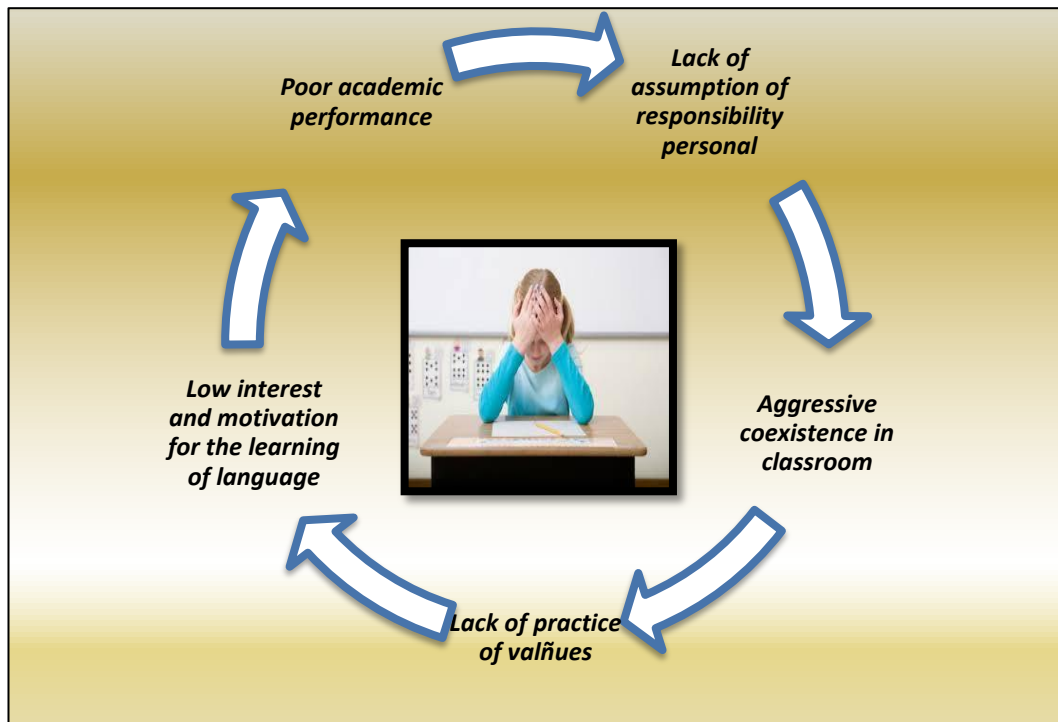 Poor academic
performance
Lack of
assumption of
responsibility
personal
Aggressive
coexistence in
classroom
Lack of practice
of valñues
Low interest
and motivation
for the learning
of language